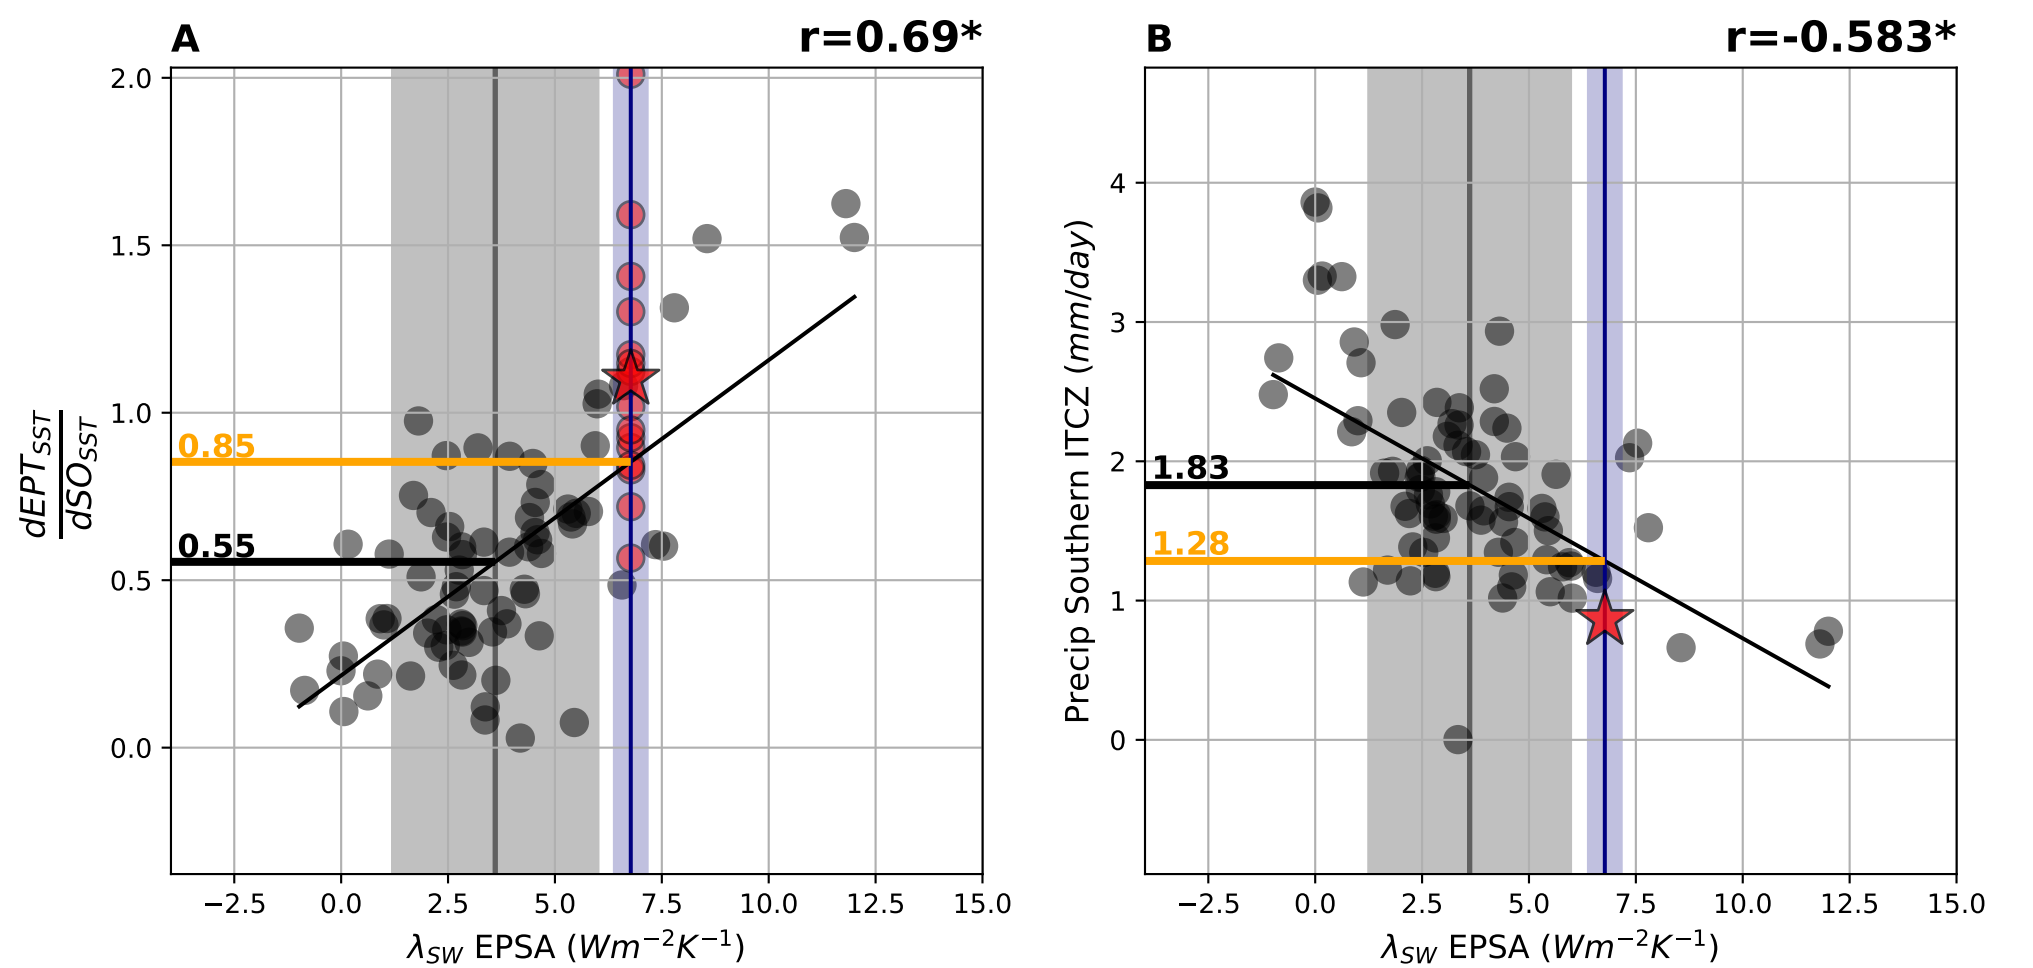 A
r=0.69*
2.0
1.5
1.0
0.5
0.0
0.85
0.55
dEPT_SST
dSO_SST
−2.5 0.0 2.5 5.0 7.5 10.0 12.5 15.0
λ_SW EPSA (Wm⁻²K⁻¹)
B
r=-0.583*
4
3
2
1
0
1.83
1.28
Precip Southern ITCZ (mm/day)
−2.5 0.0 2.5 5.0 7.5 10.0 12.5 15.0
λ_SW EPSA (Wm⁻²K⁻¹)